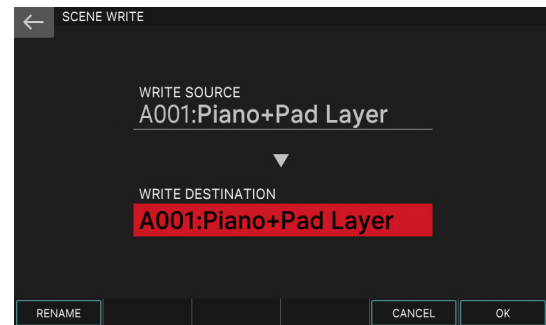 SCENE WRITE
WRITE SOURCE
A001:Piano+Pad Layer
WRITE DESTINATION
A001:Piano+Pad Layer
RENAME
CANCEL
OK